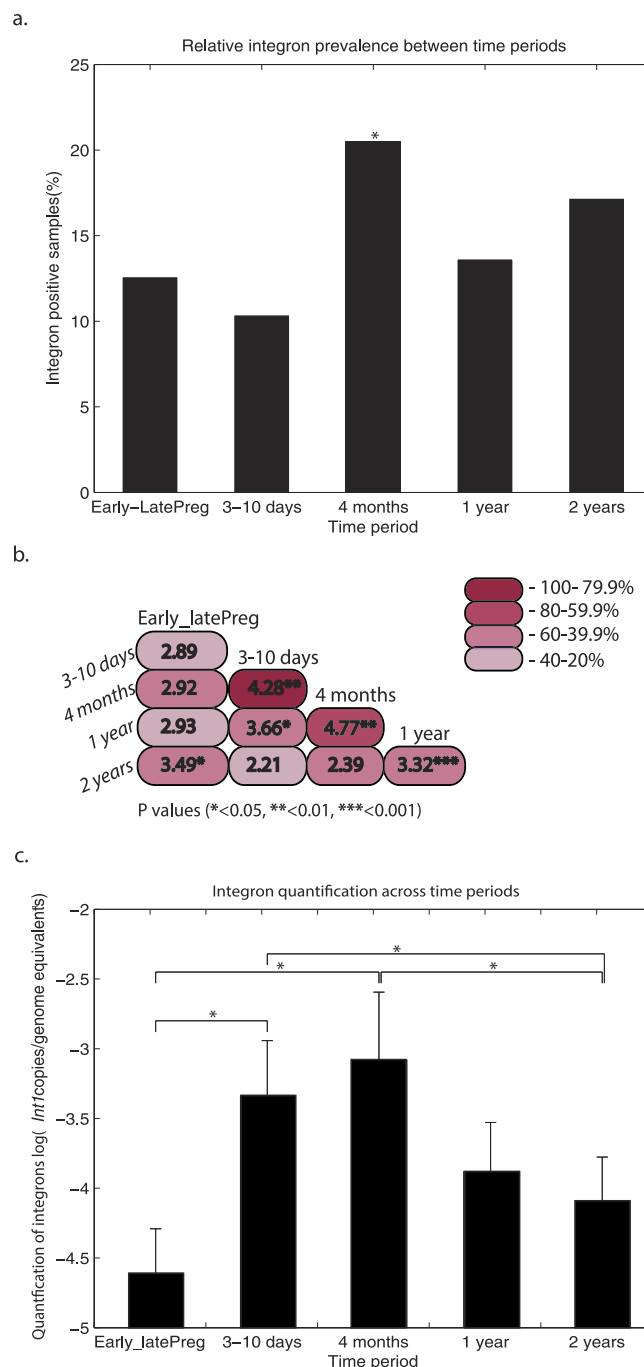 a.
Relative integron prevalence between time periods
25
20
15
10
5
0
Integron positive samples(%)
*
Early−LatePreg 3−10 days 4 months 1 year 2 years
Time period
b.
- 100- 79.9%
- 80-59.9%
- 60-39.9%
- 40-20%
Early_latePreg
3-10 days 2.89 3-10 days
4 months 2.92 4.28** 4 months
1 year 2.93 3.66* 4.77** 1 year
2 years 3.49* 2.21 2.39 3.32***
P values (*<0.05, **<0.01, ***<0.001)
c.
Integron quantification across time periods
−2
−2.5
−3
−3.5
−4
−4.5
−5
Quantfication of integrons log( Int1copies/genome equivalents)
*
*
*
*
Early_latePreg 3−10 days 4 months 1 year 2 years
Time period